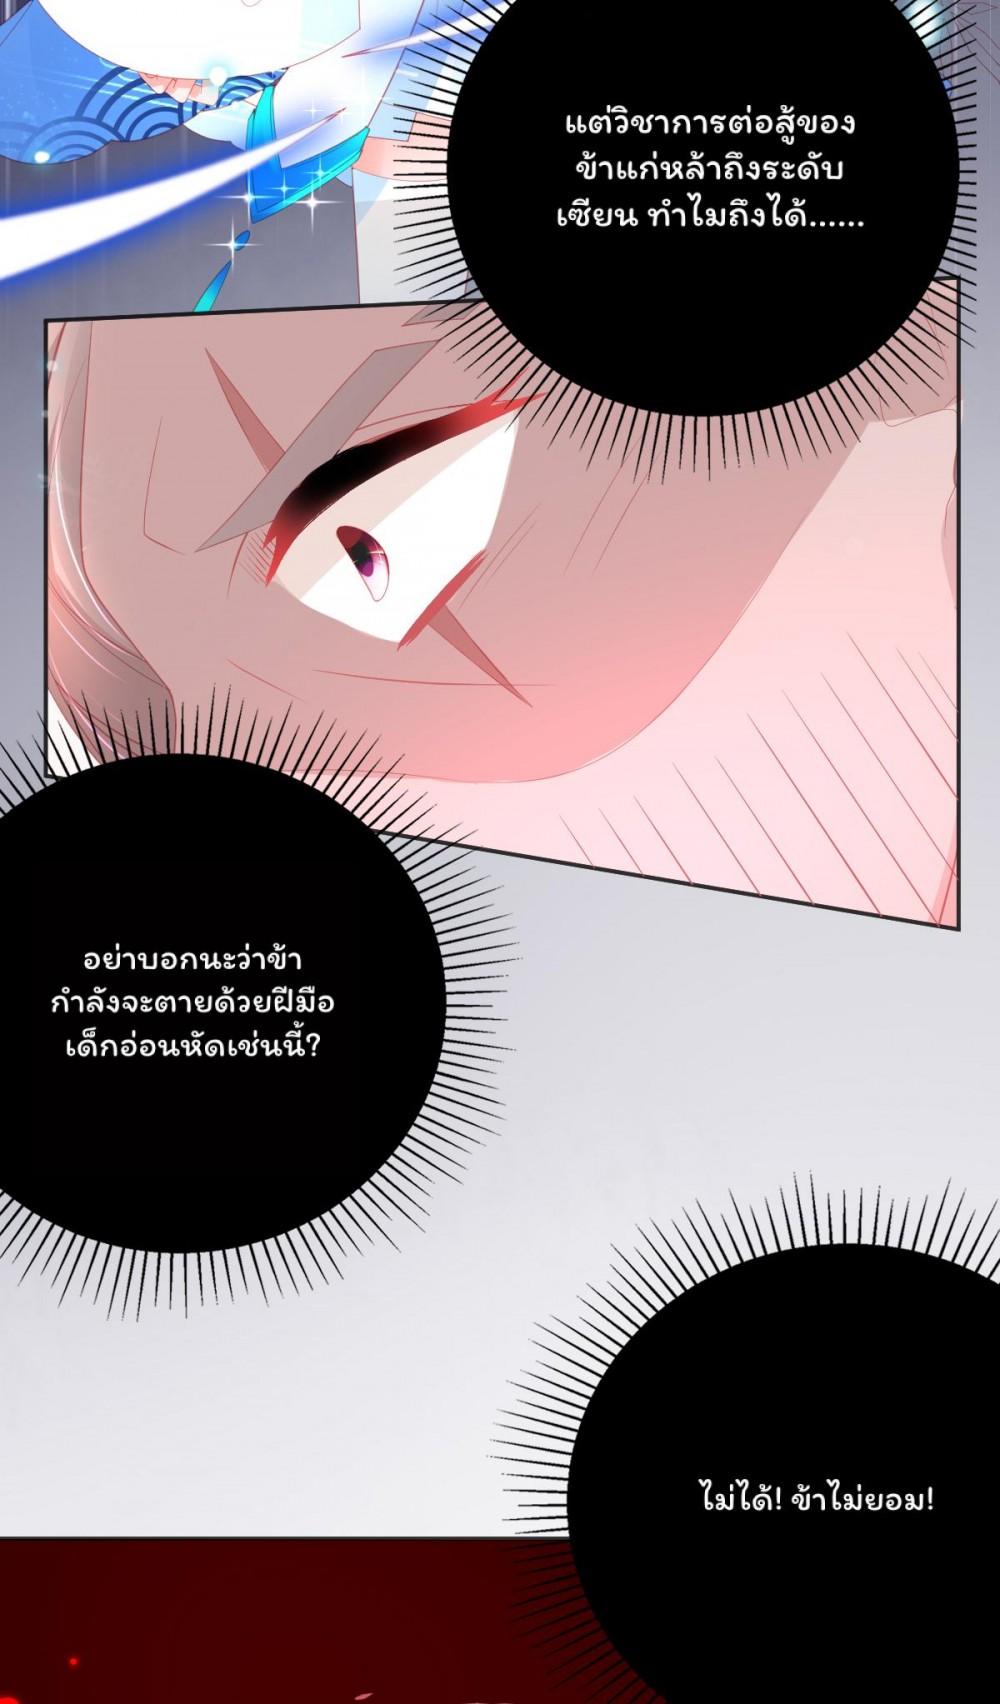 แต่วิชาการต่อสู้ของ
ข้าแก่หล้าถึงระดับ
เซียน ทำไมถึงได้......
อย่าบอกนะว่าข้า
กำลังจะตายด้วยฝีมือ
เด็กอ่อนหัดเช่นนี้?
ไม่ได้! ข้าไม่ยอม!